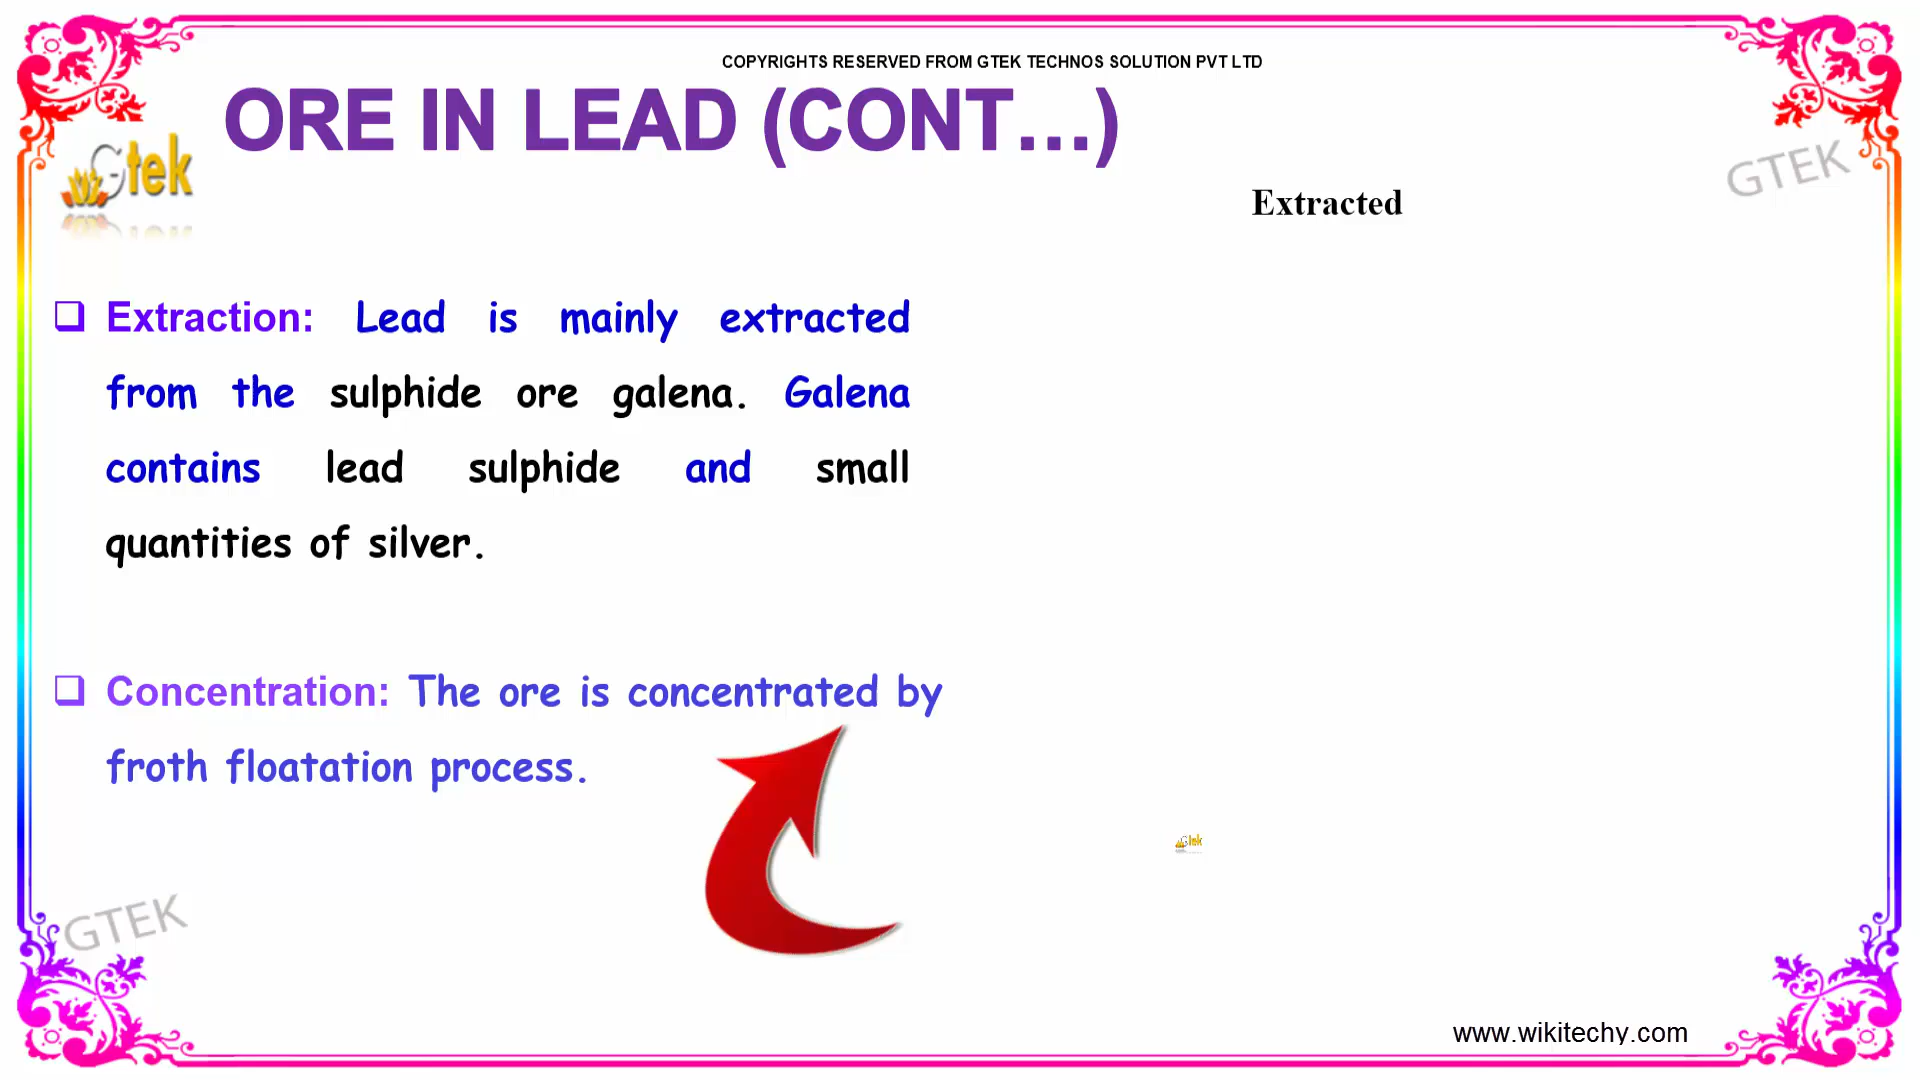 COPYRIGHTS RESERVED FROM GTEK TECHNOS SOLUTION PVT LTD
ORE IN LEAD (CONT...)
Gtek
GTEK
Extracted
Extraction: Lead is mainly extracted
from the sulphide ore galena. Galena
contains lead sulphide and small
quantities of silver.
Concentration: The ore is concentrated by
froth floatation process.
Gtek
GTEK
www.wikitechy.com